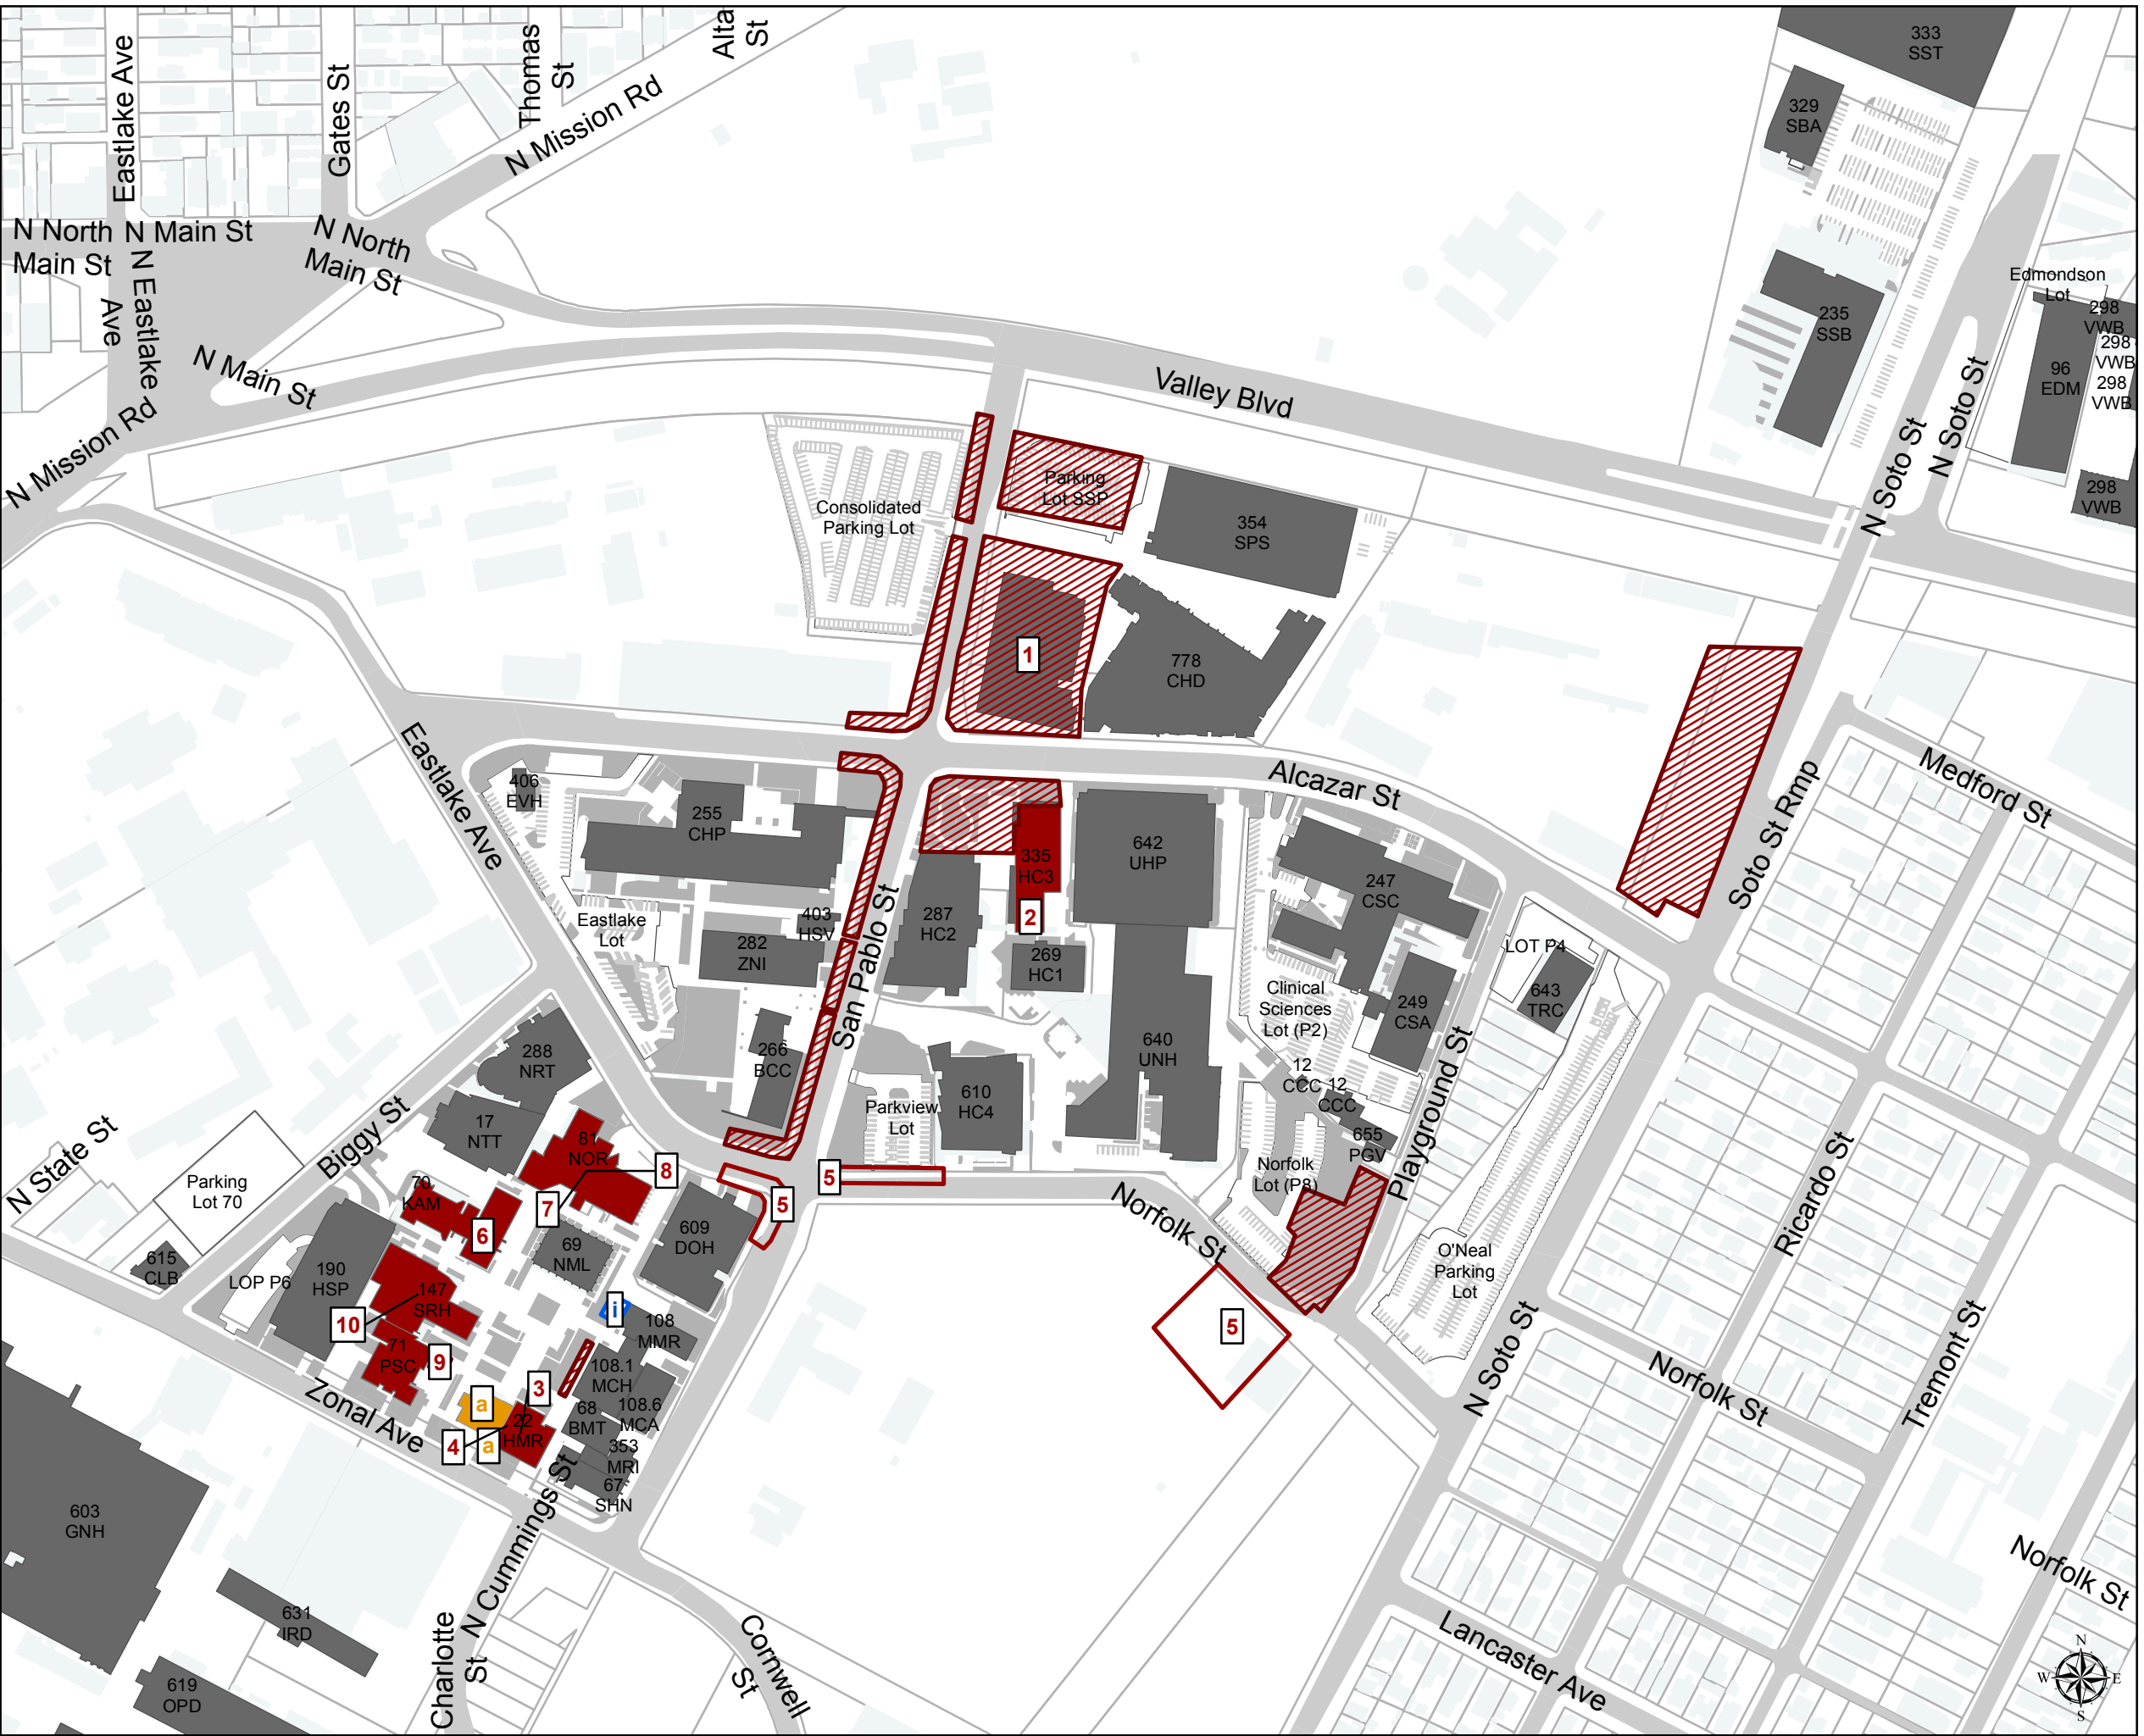 333
SST
329
SBA
Alta
St
Thomas
St
Eastlake Ave
Gates St
N Mission Rd
N North
Main St
N Main St
N North
Main St
N Eastlake
Ave
N Main St
N Mission Rd
Edmondson
Lot
298
VWB
298
VWB
298
VWB
96
EDM
235
SSB
298
VWB
N Soto St
N Soto St
Valley Blvd
Parking
Lot SSP
Consolidated
Parking Lot
354
SPS
1
778
CHD
Eastlake Ave
406
EVH
255
CHP
Alcazar St
Medford St
Soto St Rmp
335
HC3
2
642
UHP
247
CSC
Eastlake
Lot
403
HSV
282
ZNI
San Pablo St
287
HC2
269
HC1
LOT P4
643
TRC
Clinical
Sciences
Lot (P2)
249
CSA
288
NRT
266
BCC
640
UNH
12
CCC
12
CCC
Playground St
610
HC4
Parkview
Lot
17
NTT
81
NOR
655
PGV
Norfolk
Lot (P8)
N State St
Biggy St
Parking
Lot 70
70
KAM
8
7
5
5
6
609
DOH
69
NML
Norfolk St
O'Neal
Parking
Lot
Ricardo St
615
CLB
LOP P6
190
HSP
147
SRH
10
i
108
MMR
5
71
PSC
9
108.1
MCH
3
108.6
MCA
68
BMT
a
22
HMR
4
a
353
MRI
67
SHN
Zonal Ave
N Soto St
Norfolk St
Tremont St
603
GNH
N Cummings St
631
IRD
Charlotte
St
Cornwell
St
619
OPD
Norfolk St
Lancaster Ave
N
W
E
S